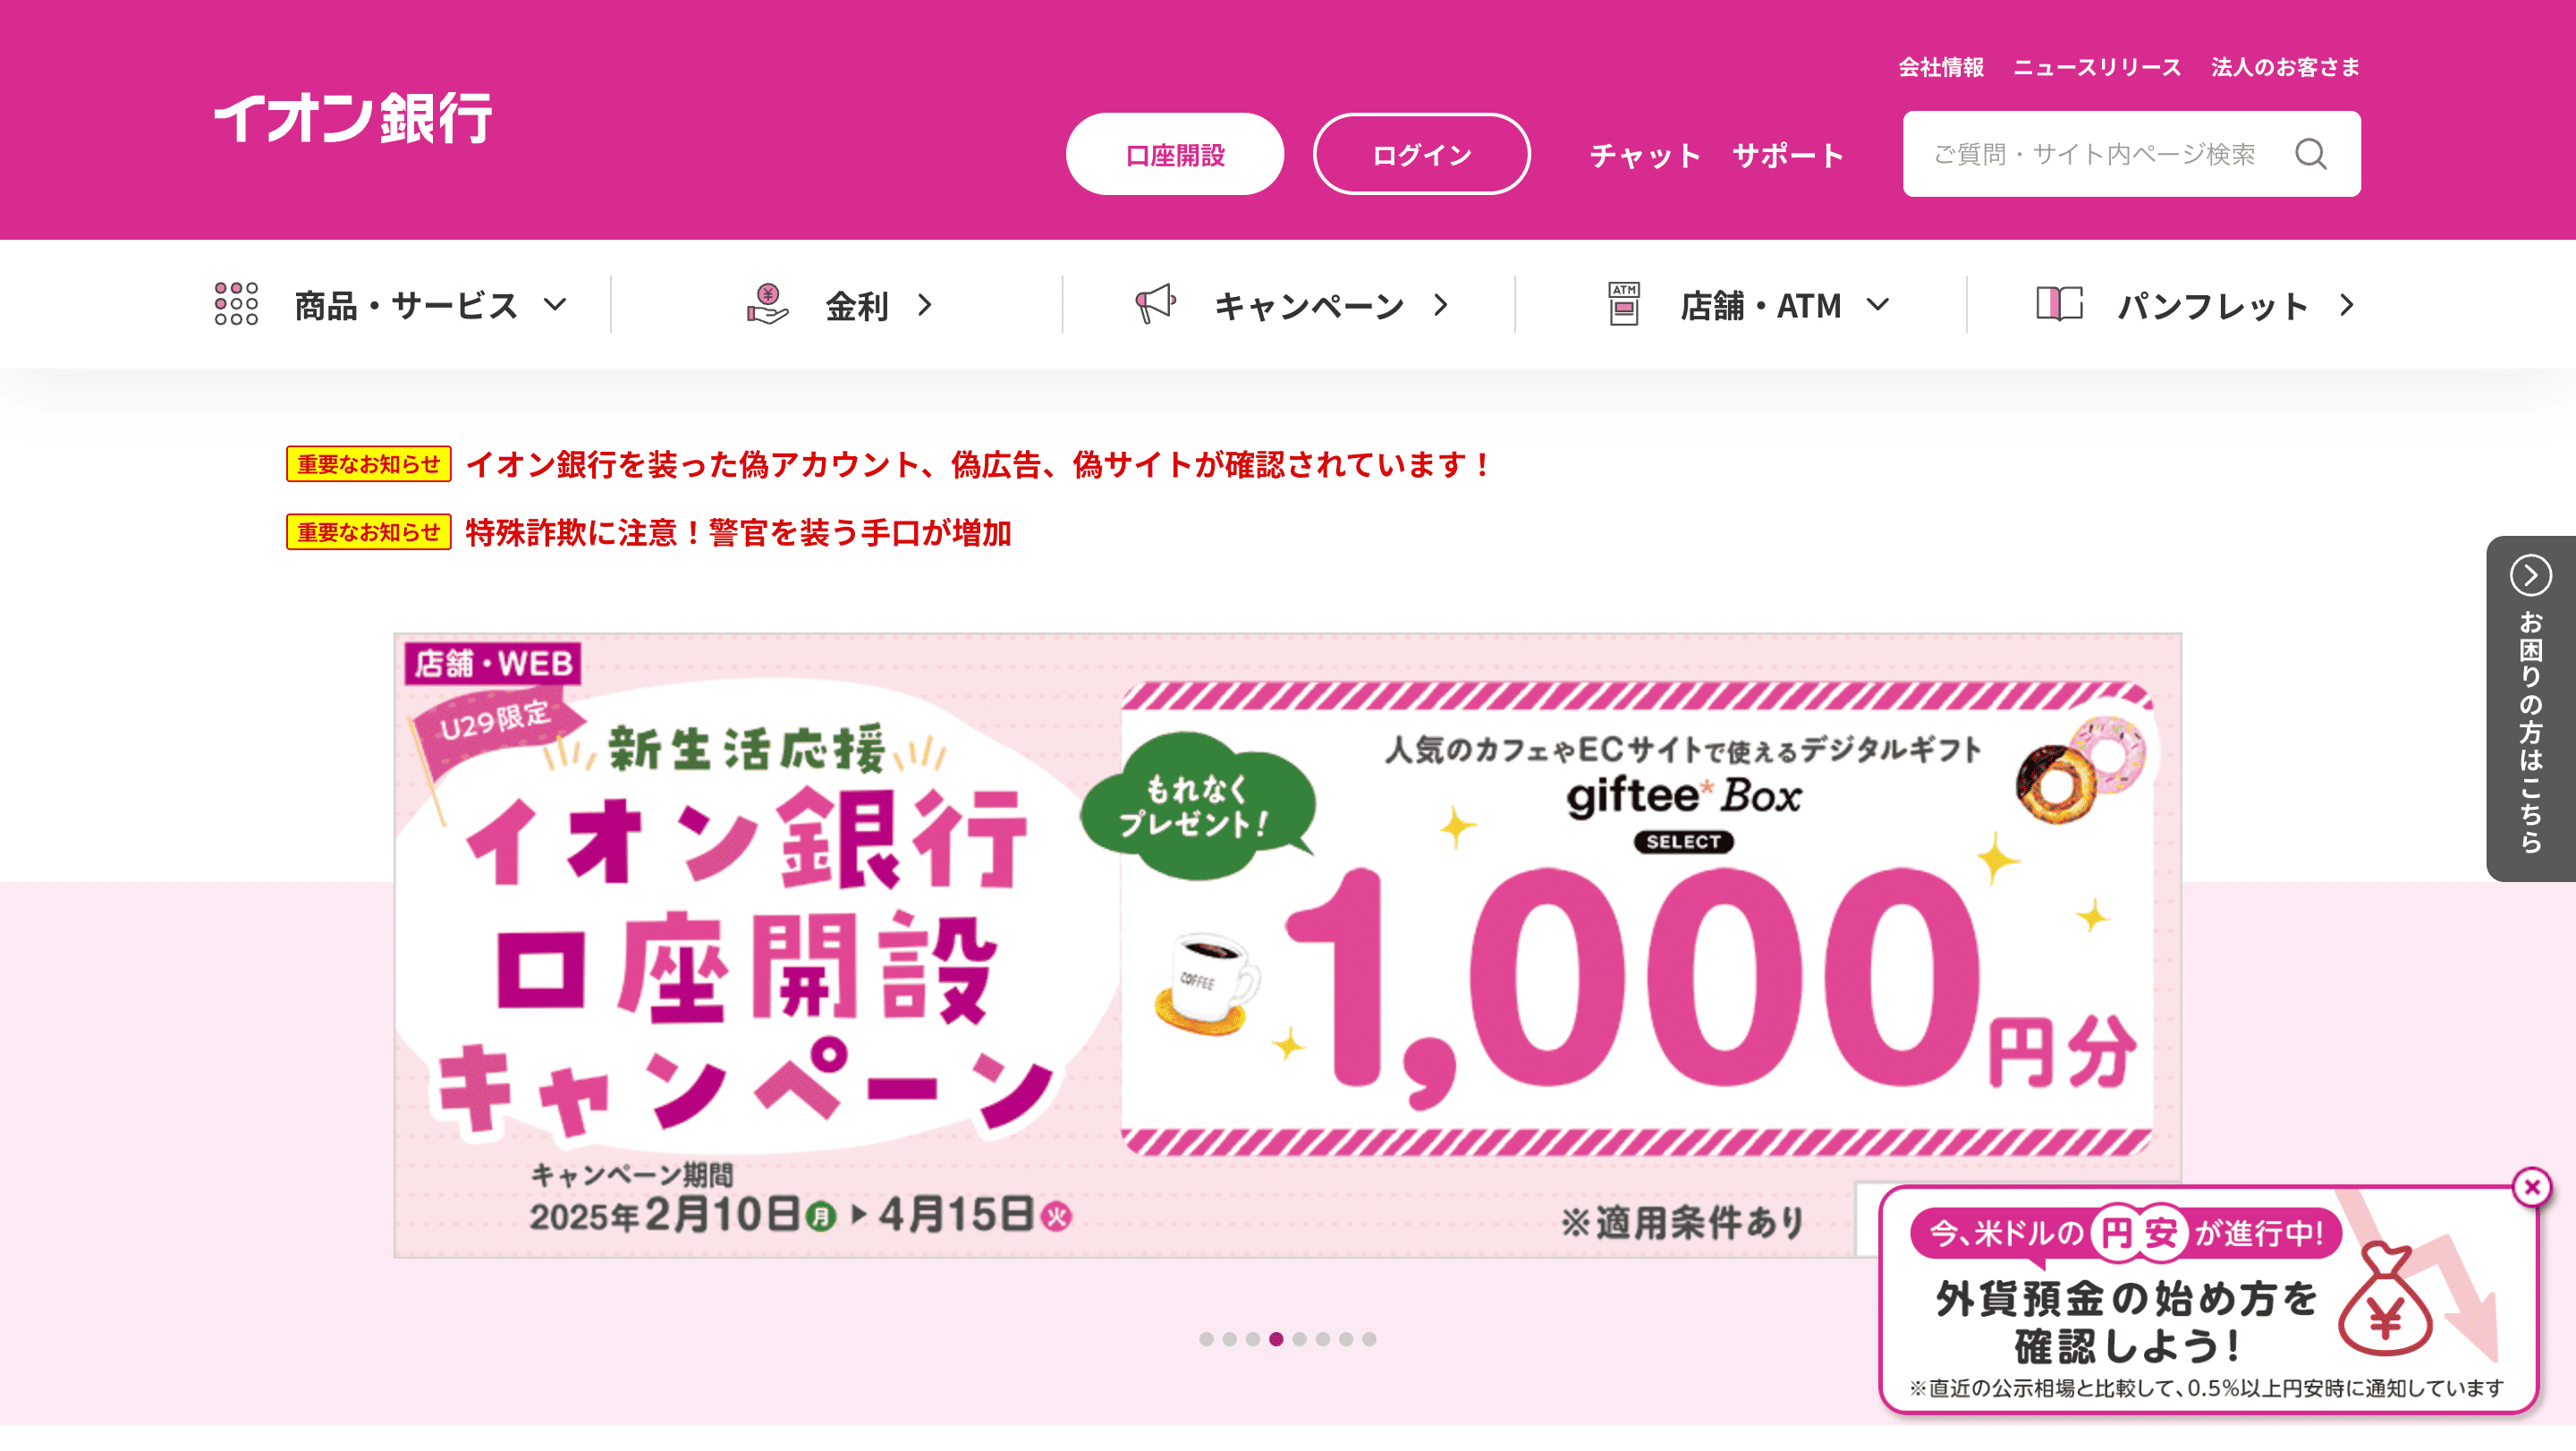 会社情報 ニュースリリース 法人のお客さま
イオン銀行
口座開設 ログイン チャット サポート ご質問・サイト内ページ検索
商品・サービス 金利 キャンペーン ATM 店舗・ATM パンフレット
重要なお知らせ イオン銀行を装った偽アカウント、偽広告、偽サイトが確認されています！
重要なお知らせ 特殊詐欺に注意！警官を装う手口が増加
お困りの方はこちら
店舗・WEB
U29限定
新生活応援
イオン銀行
口座開設
キャンペーン
キャンペーン期間
2025年2月10日月▶4月15日火
もれなく
プレゼント！
人気のカフェやECサイトで使えるデジタルギフト
giftee* Box
SELECT
COFFEE
1,000円分
※適用条件あり
今、米ドルの円安が進行中！
外貨預金の始め方を
確認しよう！
※直近の公示相場と比較して、0.5%以上円安時に通知しています